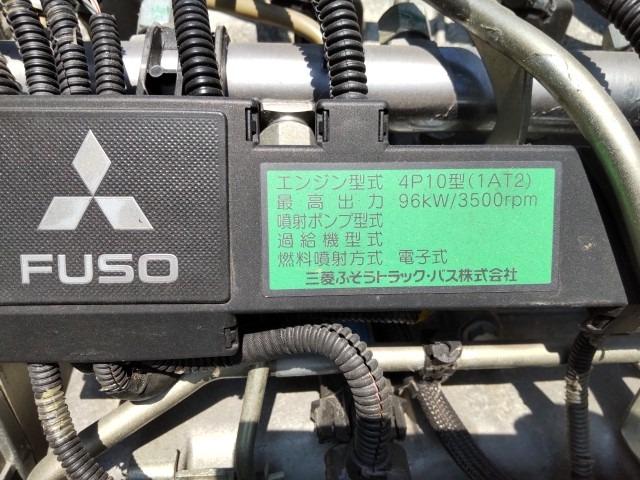 FUSO
エンジン型式 4P10型(1AT2)
最高出力 96kW/3500rpm
噴射ポンプ型式
過給機型式
燃料噴射方式 電子式
三菱ふそうトラック・バス株式会社